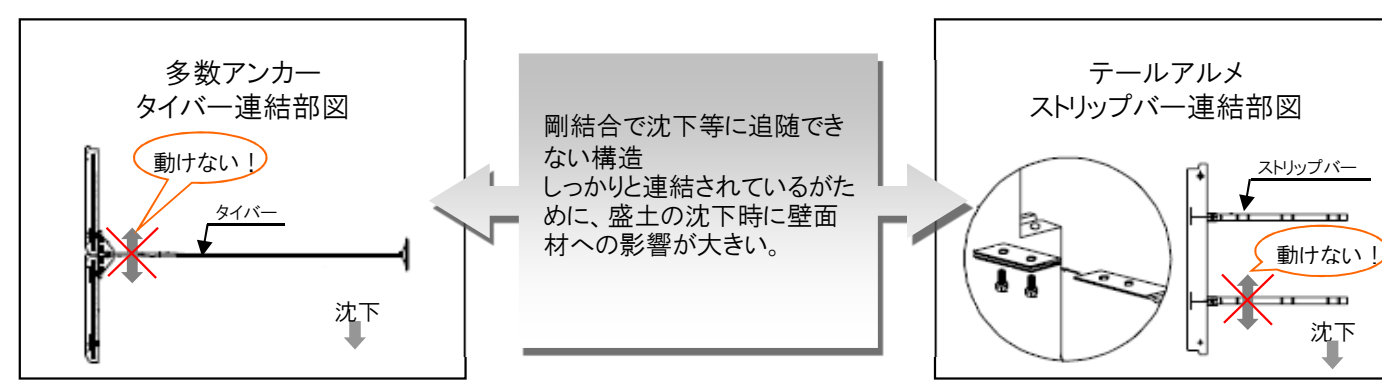 多数アンカー
タイバー連結部図
動けない！
タイバー
沈下
剛結合で沈下等に追随でき
ない構造
しっかりと連結されているがた
めに、盛土の沈下時に壁面
材への影響が大きい。
テールアルメ
ストリップバー連結部図
ストリップバー
動けない！
沈下